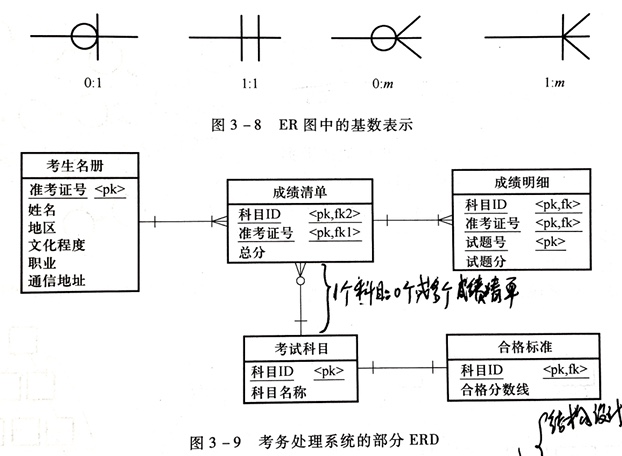 0:1 1:1 0:m 1:m
图 3-8 ER 图中的基数表示
考生名册
准考证号 <pk>
姓名
地区
文化程度
职业
通信地址
成绩清单
科目ID <pk,fk2>
准考证号 <pk,fk1>
总分
成绩明细
科目ID <pk,fk>
准考证号 <pk,fk>
试题号 <pk>
试题分
1个科目:0个或多个成绩清单
考试科目
科目ID <pk>
科目名称
合格标准
科目ID <pk,fk>
合格分数线
结构设计
图 3-9 考务处理系统的部分 ERD